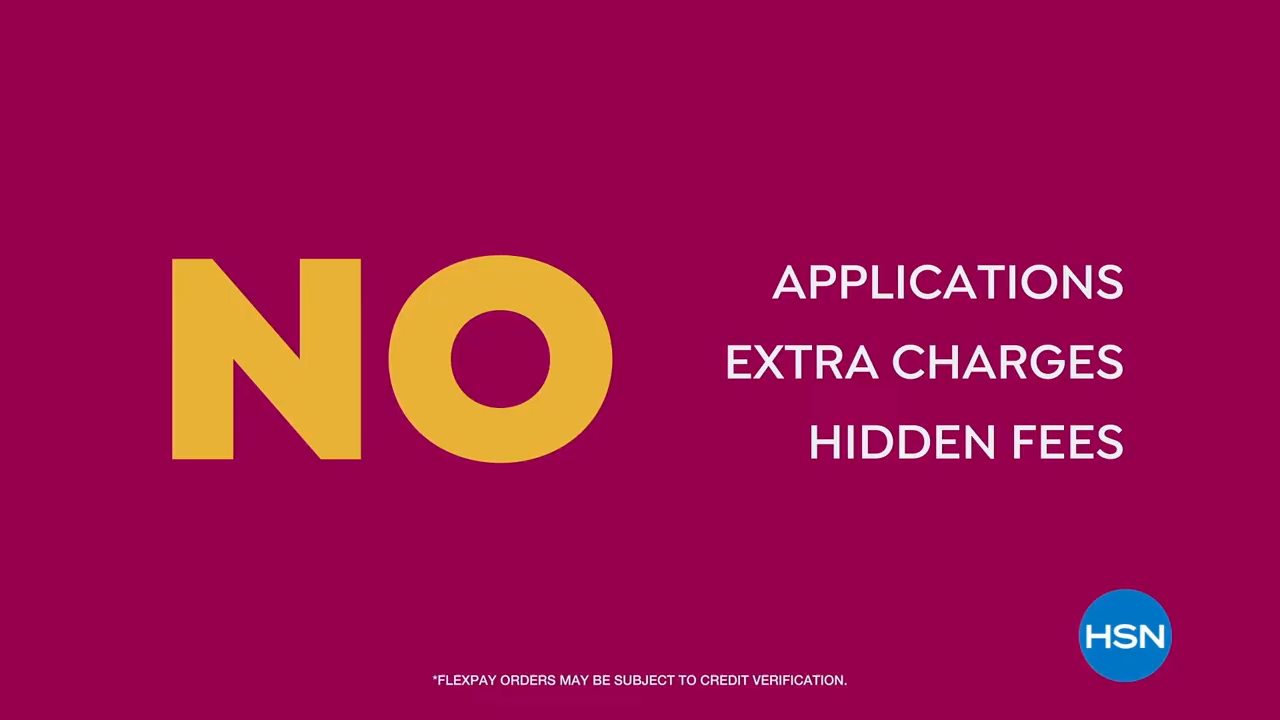 NO
APPLICATIONS
EXTRA CHARGES
HIDDEN FEES
HSN
*FLEXPAY ORDERS MAY BE SUBJECT TO CREDIT VERIFICATION.